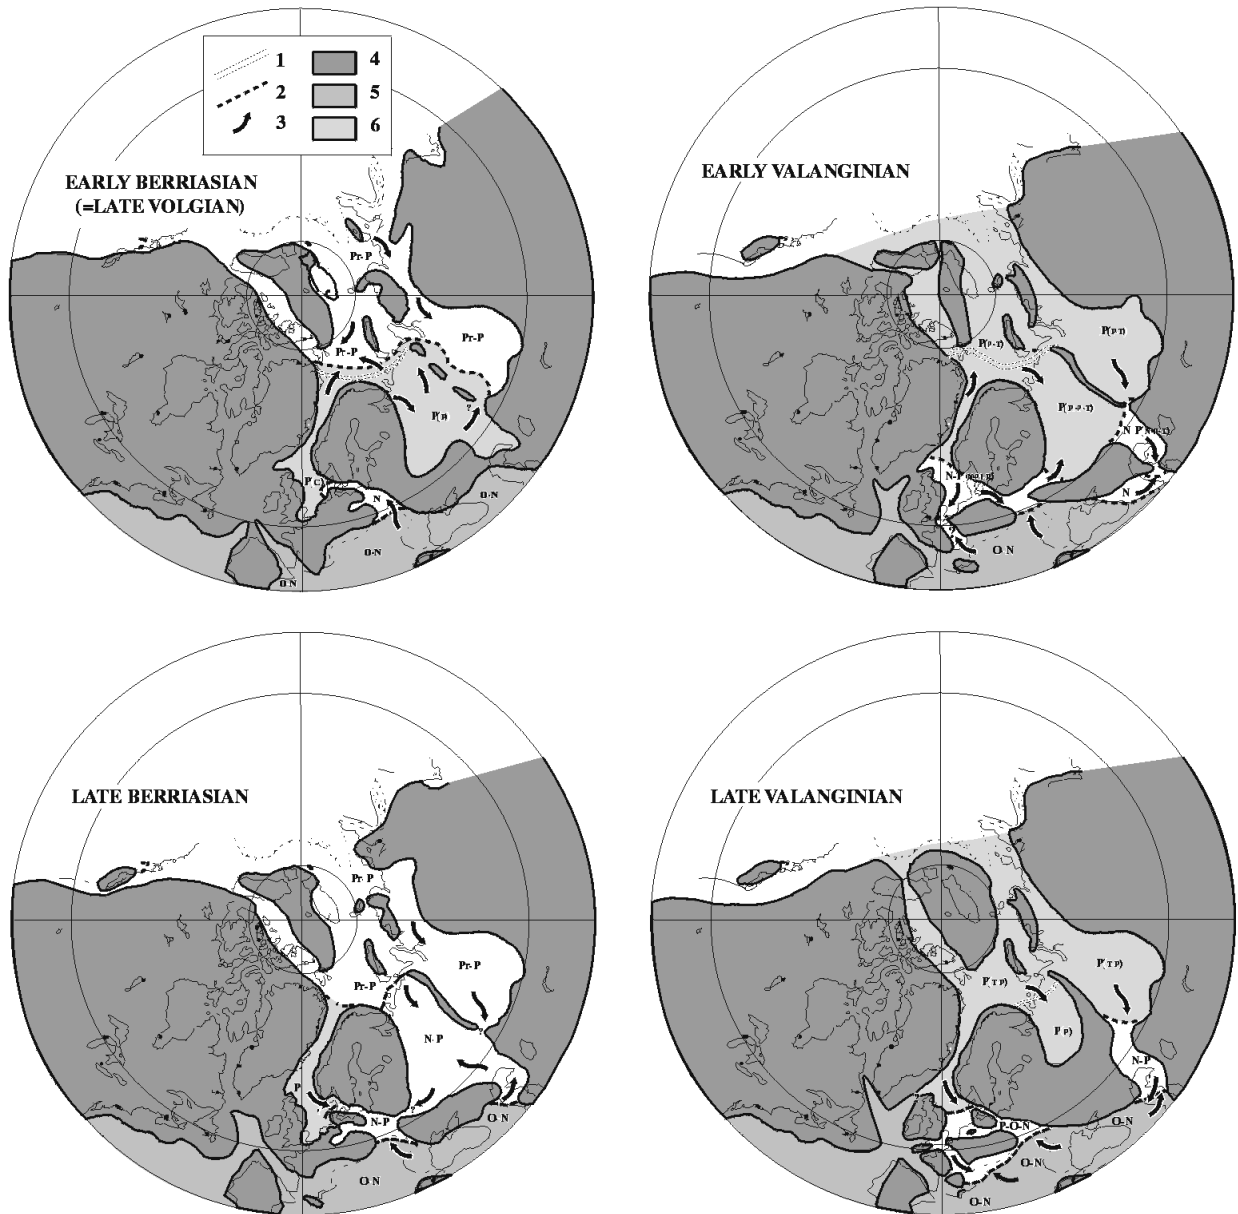 1
4
2
5
3
6
EARLY BERRIASIAN
(=LATE VOLGIAN)
Pr-P
Pr-P
Pr-P
P(p)
P(C)
N
O-N
O-N
O-N
EARLY VALANGINIAN
P(p-T)
P(p-T)
P(p-p-T)
N
N
O-N
LATE BERRIASIAN
Pr-P
Pr-P
Pr-P
N-P
P
?
N-P
O-N
O-N
LATE VALANGINIAN
P(T p)
P(T p)
P p)
N-P
P-O-N
O-N
O-N
O-N